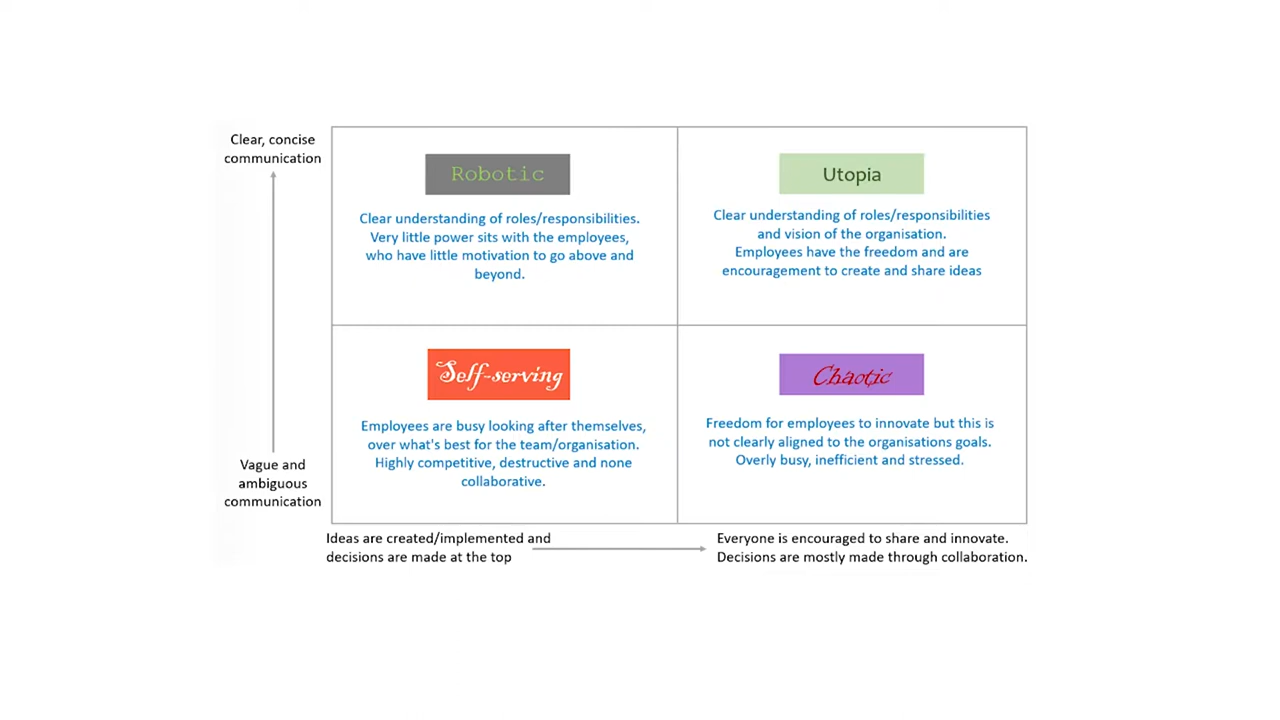 Clear, concise
communication
Robotic
Clear understanding of roles/responsibilities.
Very little power sits with the employees,
who have little motivation to go above and
beyond.
Utopia
Clear understanding of roles/responsibilities
and vision of the organisation.
Employees have the freedom and are
encouragement to create and share ideas
Self-serving
Employees are busy looking after themselves,
over what's best for the team/organisation.
Highly competitive, destructive and none
collaborative.
Chaotic
Freedom for employees to innovate but this is
not clearly aligned to the organisations goals.
Overly busy, inefficient and stressed.
Vague and
ambiguous
communication
Ideas are created/implemented and
decisions are made at the top
Everyone is encouraged to share and innovate.
Decisions are mostly made through collaboration.